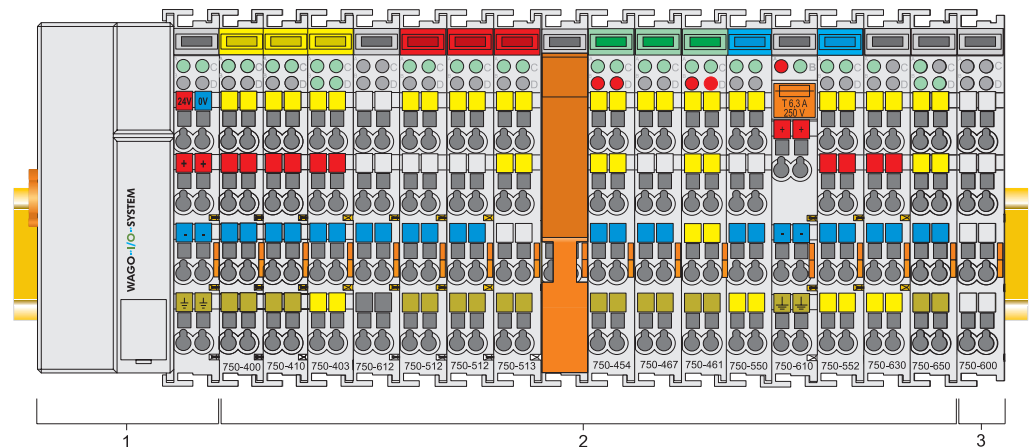 C C C C C C C C C C C B C C C C
D D D D D D D D D D D D D D D
24V 0V
T 6,3 A
250 V
+ +
+ + + + + +
WAGO-I/O-SYSTEM
- - - -
750-400 750-410 750-403 750-612 750-512 750-512 750-513 750-454 750-467 750-461 750-550 750-610 750-552 750-630 750-650 750-600
1 2 3